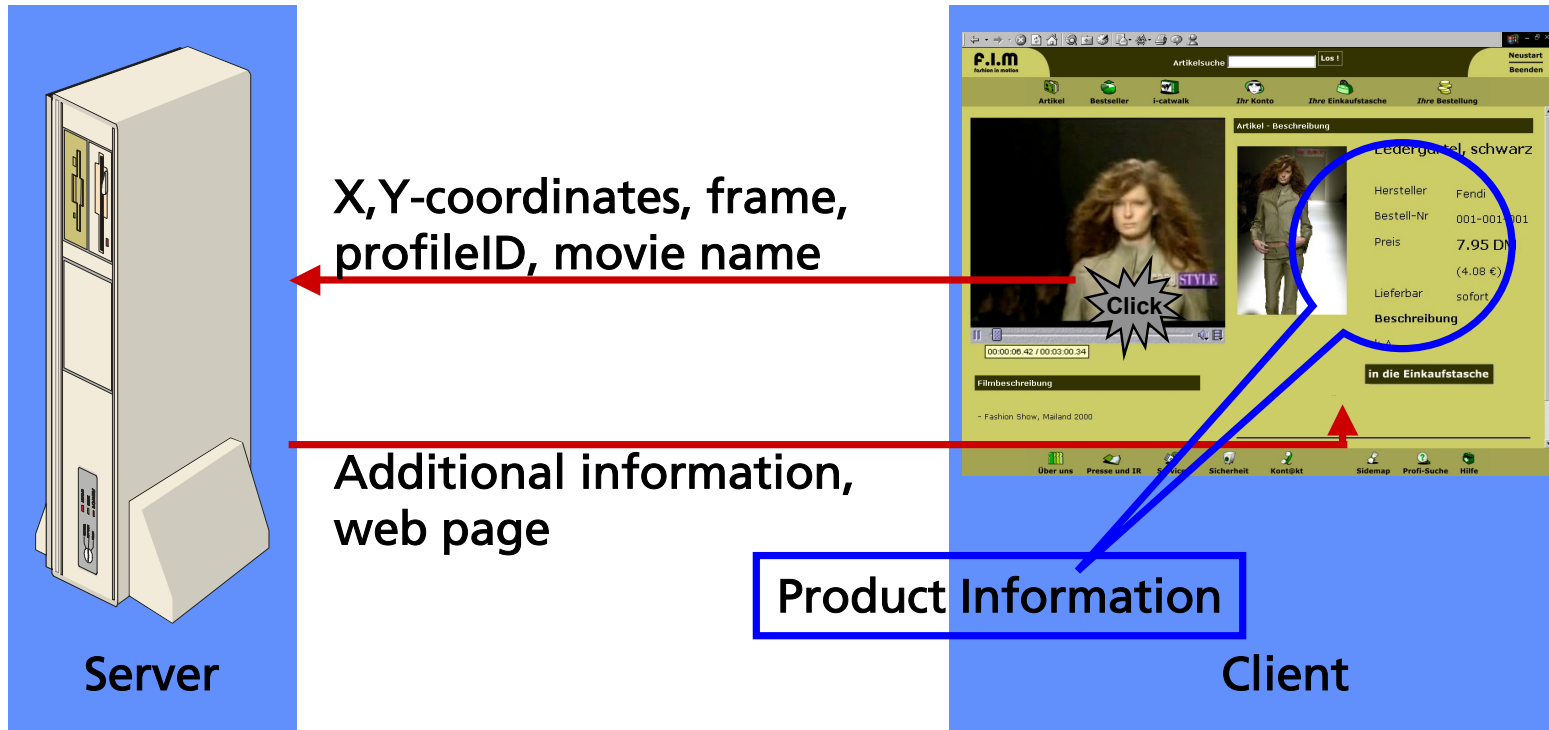 X,Y-coordinates, frame,
profileID, movie name
Additional information,
web page
Server
F.I.M
fashion in motion
Artikelsuche
Los !
Neustart
Beenden
Artikel
Bestseller
i-catwalk
Ihr Konto
Ihre Einkaufstasche
Ihre Bestellung
STYLE
Click
00:00:06.42 / 00:03:00.34
Filmbeschreibung
- Fashion Show, Mailand 2000
Artikel - Beschreibung
Ledergürtel, schwarz
Hersteller Fendi
Bestell-Nr 001-001-001
Preis 7.95 DM
(4.08 €)
Lieferbar sofort
Beschreibung
in die Einkaufstasche
Über uns
Presse und IR
Service
Sicherheit
Kont@kt
Sidemap
Profi-Suche
Hilfe
Product Information
Client